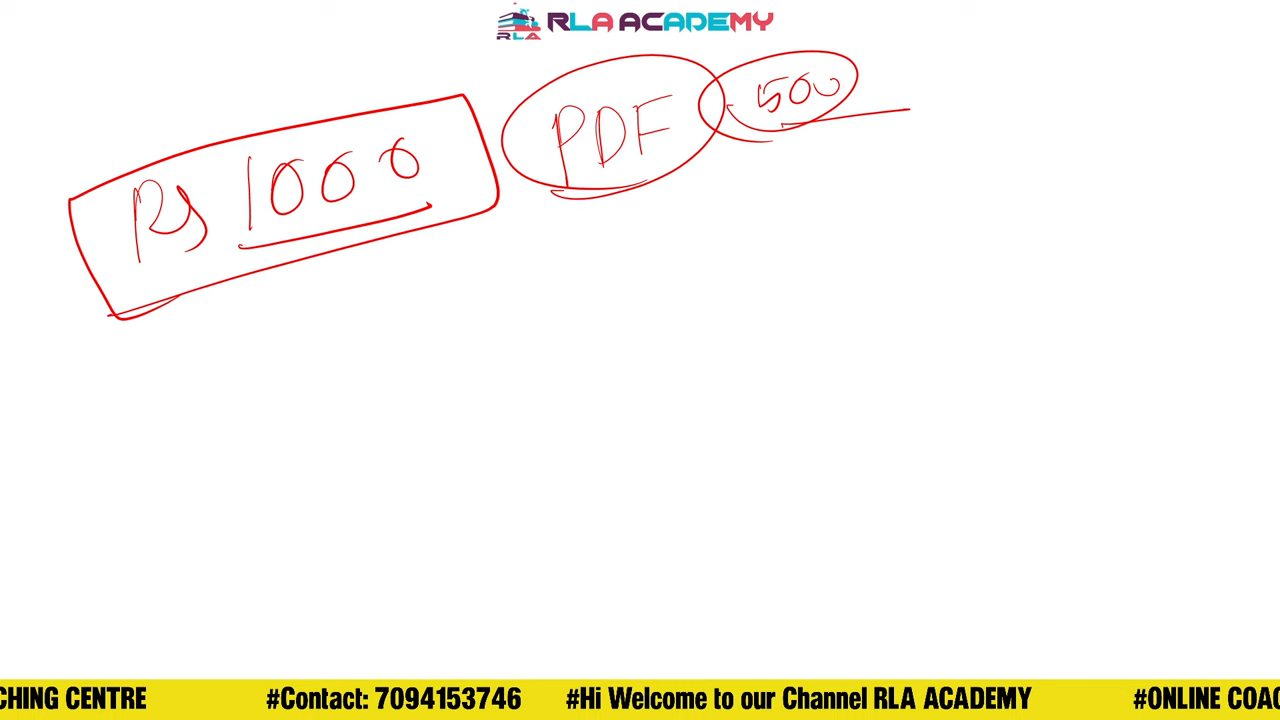 RLA ACADEMY
RLA
Rs 1000 PDF 500
CHING CENTRE #Contact: 7094153746 #Hi Welcome to our Channel RLA ACADEMY #ONLINE COAC